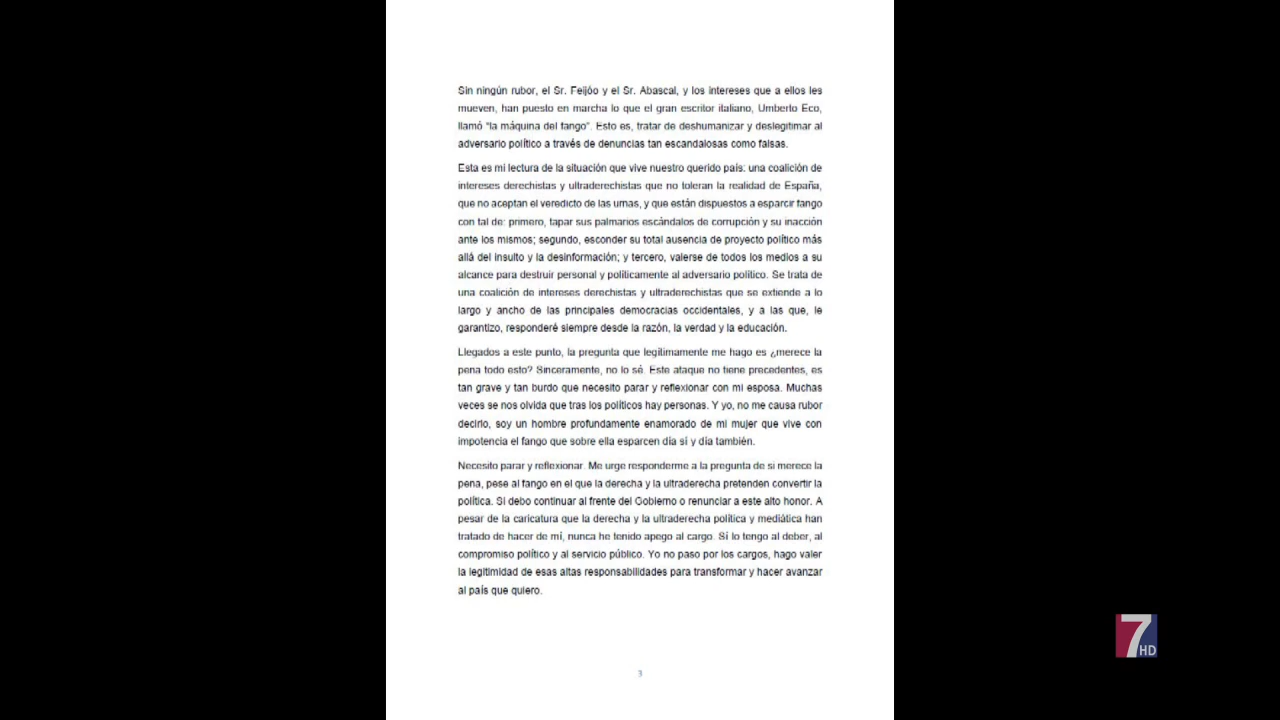 Sin ningún rubor, el Sr. Feijóo y el Sr. Abascal, y los intereses que a ellos les
mueven, han puesto en marcha lo que el gran escritor italiano, Umberto Eco,
llamó “la máquina del fango”. Esto es, tratar de deshumanizar y deslegitimar al
adversario político a través de denuncias tan escandalosas como falsas.
Esta es mi lectura de la situación que vive nuestro querido país: una coalición de
intereses derechistas y ultraderechistas que no toleran la realidad de España,
que no aceptan el veredicto de las urnas, y que están dispuestos a esparcir fango
con tal de: primero, tapar sus palmarios escándalos de corrupción y su inacción
ante los mismos; segundo, esconder su total ausencia de proyecto político más
allá del insulto y la desinformación; y tercero, valerse de todos los medios a su
alcance para destruir personal y políticamente al adversario político. Se trata de
una coalición de intereses derechistas y ultraderechistas que se extiende a lo
largo y ancho de las principales democracias occidentales, y a las que, le
garantizo, responderé siempre desde la razón, la verdad y la educación.
Llegados a este punto, la pregunta que legítimamente me hago es ¿merece la
pena todo esto? Sinceramente, no lo sé. Este ataque no tiene precedentes, es
tan grave y tan burdo que necesito parar y reflexionar con mi esposa. Muchas
veces se nos olvida que tras los políticos hay personas. Y yo, no me causa rubor
decirlo, soy un hombre profundamente enamorado de mi mujer que vive con
impotencia el fango que sobre ella esparcen día sí y día también.
Necesito parar y reflexionar. Me urge responderme a la pregunta de si merece la
pena, pese al fango en el que la derecha y la ultraderecha pretenden convertir la
política. Si debo continuar al frente del Gobierno o renunciar a este alto honor. A
pesar de la caricatura que la derecha y la ultraderecha política y mediática han
tratado de hacer de mí, nunca he tenido apego al cargo. Sí lo tengo al deber, al
compromiso político y al servicio público. Yo no paso por los cargos, hago valer
la legitimidad de esas altas responsabilidades para transformar y hacer avanzar
al país que quiero.
3
7HD